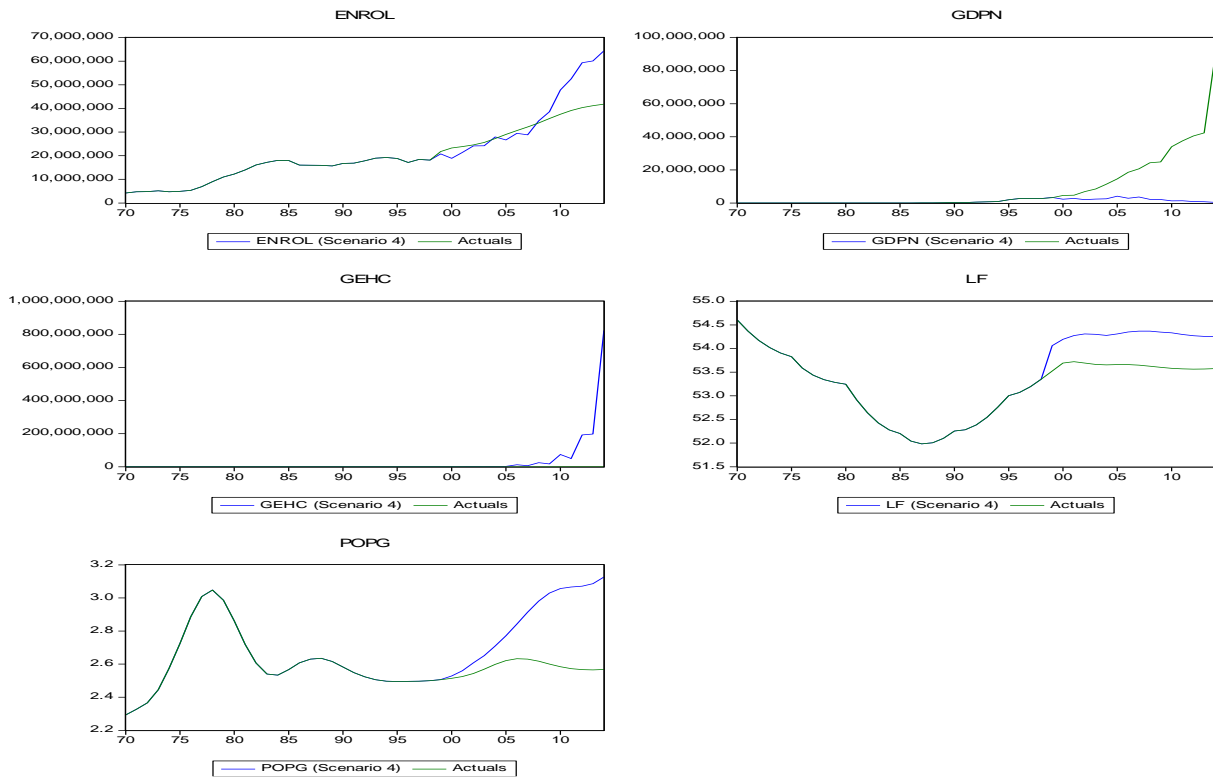 ENROL
70,000,000
60,000,000
50,000,000
40,000,000
30,000,000
20,000,000
10,000,000
0
70 75 80 85 90 95 00 05 10
ENROL (Scenario 4) Actuals
GDPN
100,000,000
80,000,000
60,000,000
40,000,000
20,000,000
0
70 75 80 85 90 95 00 05 10
GDPN (Scenario 4) Actuals
GEHC
1,000,000,000
800,000,000
600,000,000
400,000,000
200,000,000
0
70 75 80 85 90 95 00 05 10
GEHC (Scenario 4) Actuals
LF
55.0
54.5
54.0
53.5
53.0
52.5
52.0
51.5
70 75 80 85 90 95 00 05 10
LF (Scenario 4) Actuals
POPG
3.2
3.0
2.8
2.6
2.4
2.2
70 75 80 85 90 95 00 05 10
POPG (Scenario 4) Actuals